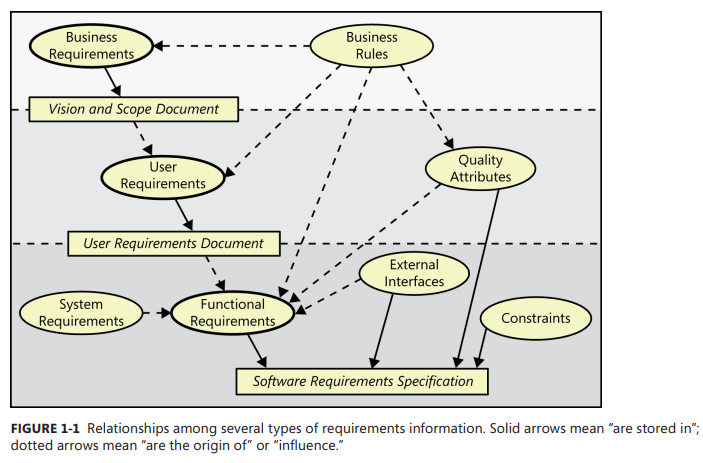 Business
Requirements
Business
Rules
Vision and Scope Document
User
Requirements
Quality
Attributes
User Requirements Document
External
Interfaces
System
Requirements
Functional
Requirements
Constraints
Software Requirements Specification
FIGURE 1-1 Relationships among several types of requirements information. Solid arrows mean “are stored in”;
dotted arrows mean “are the origin of” or “influence.”